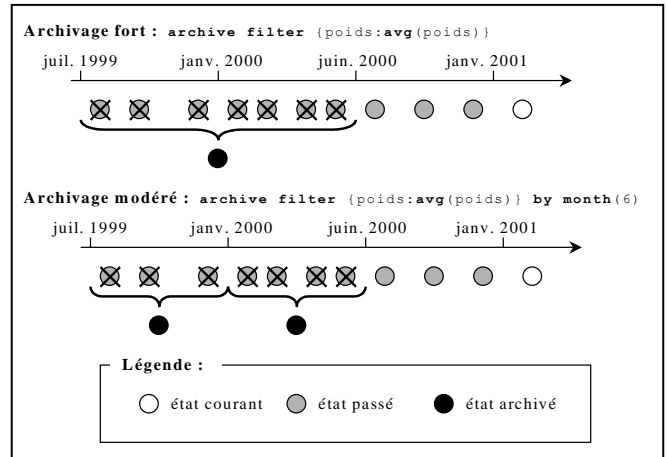 Archivage fort : archive filter {poids:avg(poids)}
juil. 1999 janv. 2000 juin. 2000 janv. 2001
Archivage modéré : archive filter {poids:avg(poids)} by month(6)
juil. 1999 janv. 2000 juin. 2000 janv. 2001
Légende :
état courant état passé état archivé